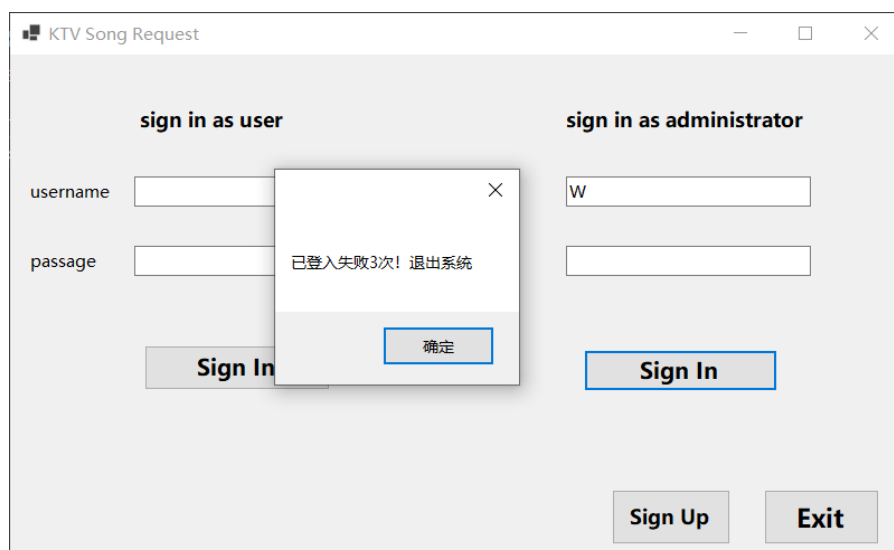 KTV Song Request
sign in as user
sign in as administrator
username
W
passage
已登入失败3次！退出系统
确定
Sign In
Sign In
Sign Up
Exit